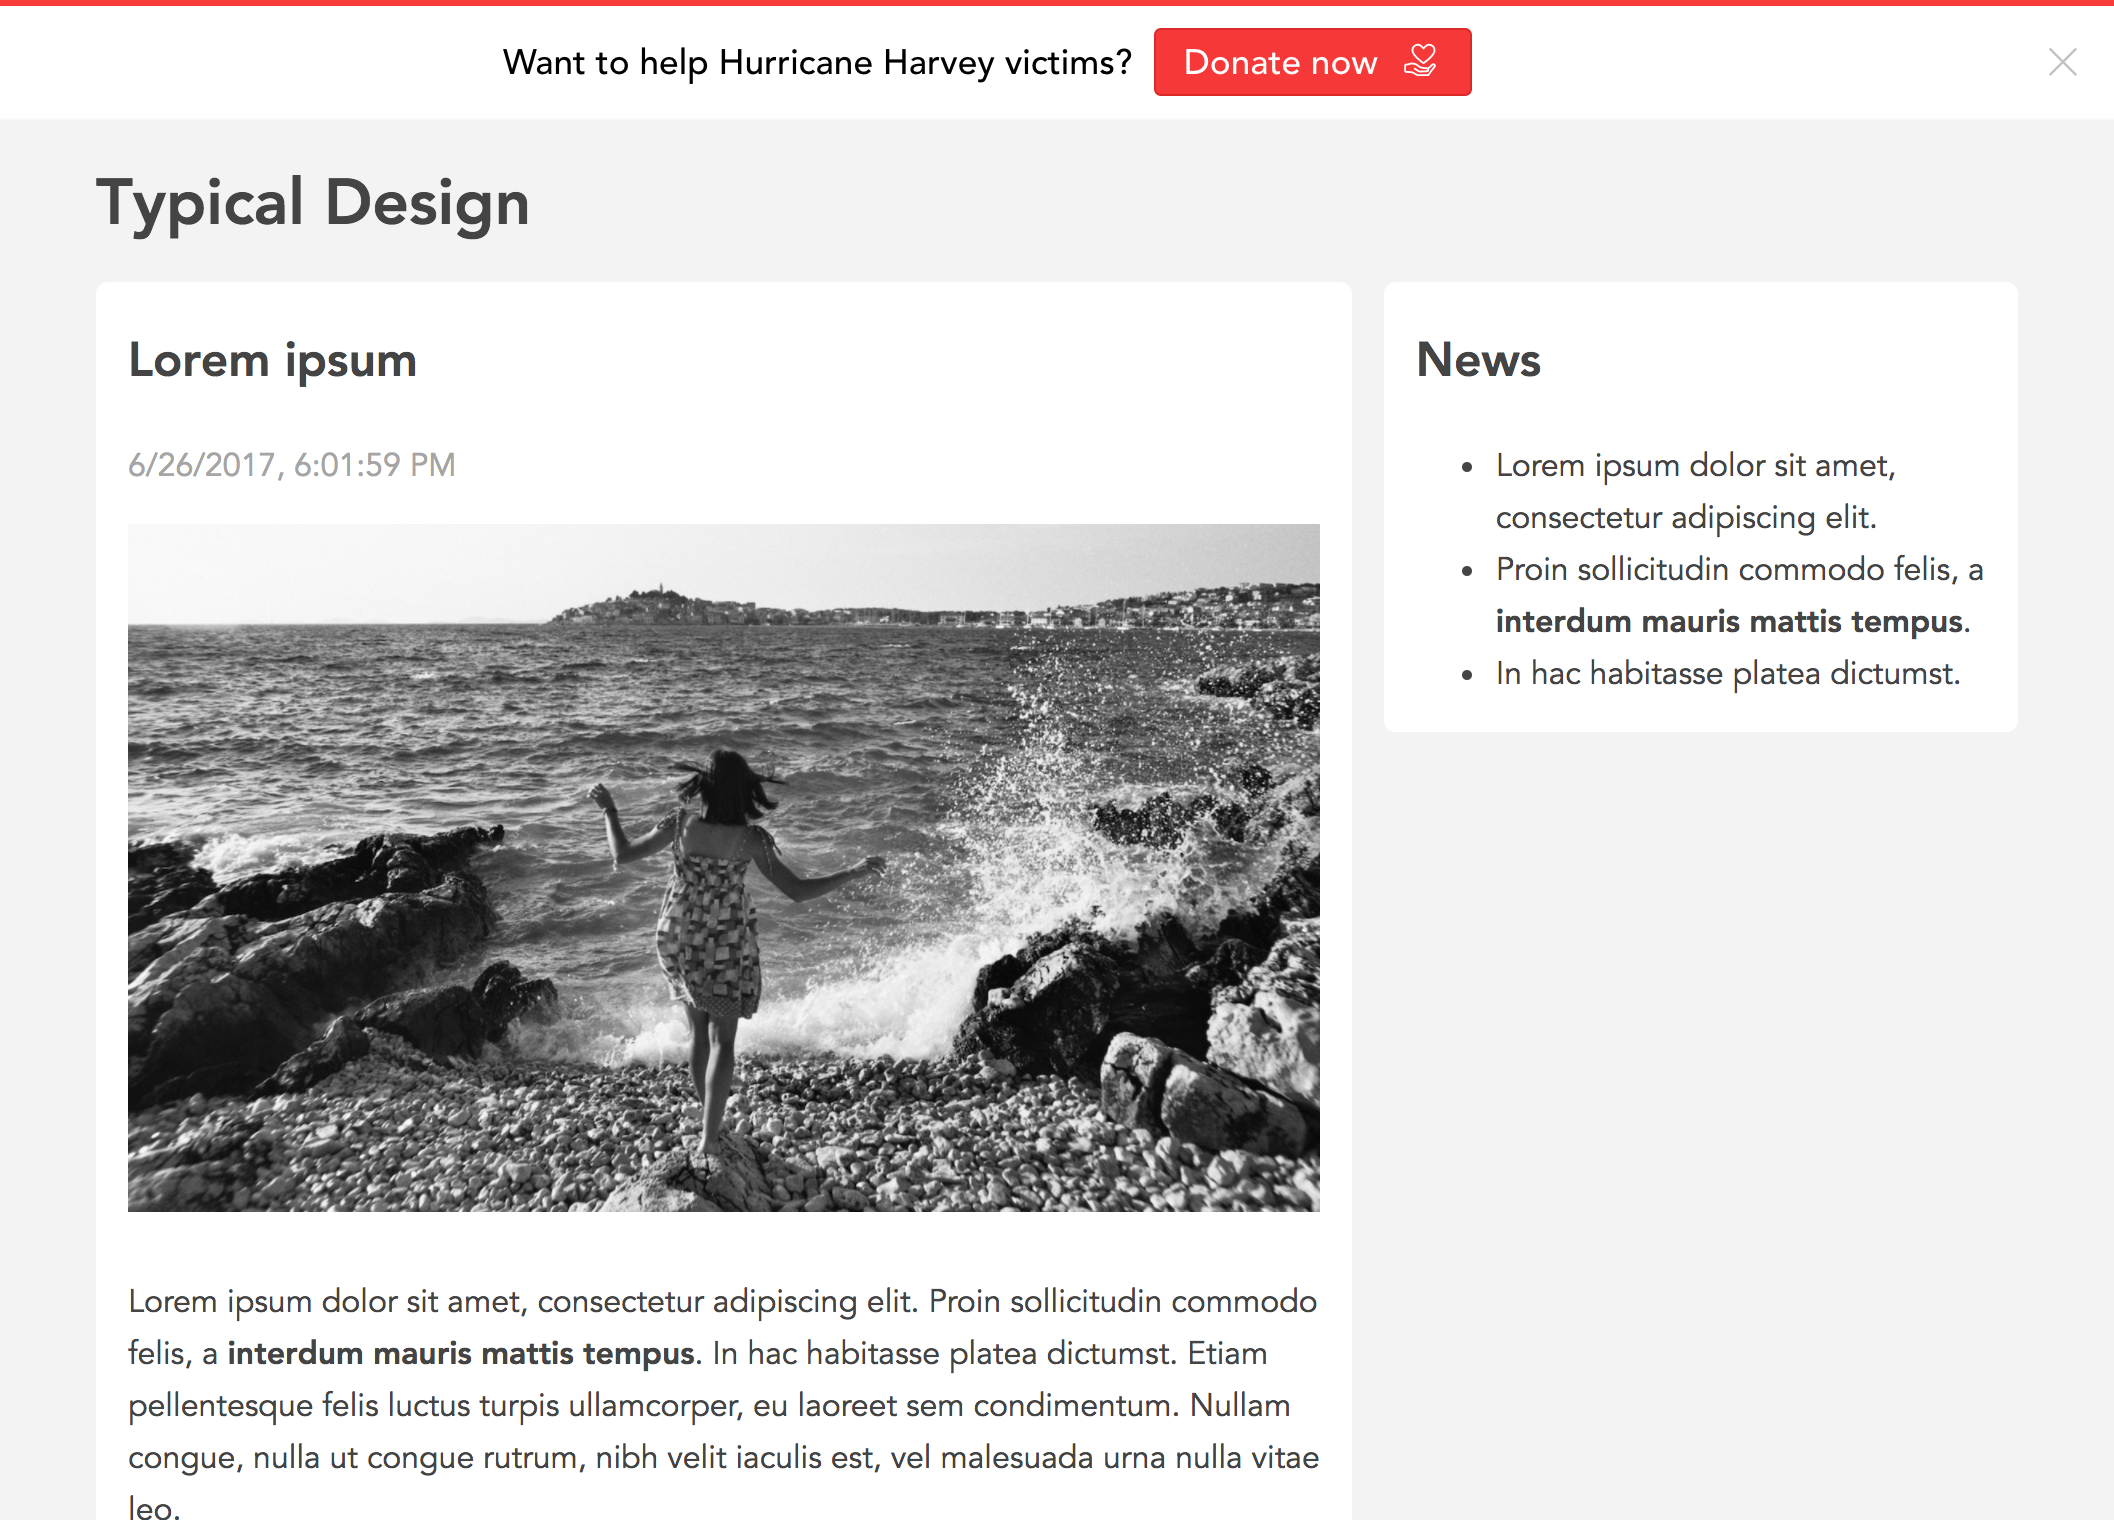 Want to help Hurricane Harvey victims? Donate now
Typical Design
Lorem ipsum
6/26/2017, 6:01:59 PM
Lorem ipsum dolor sit amet, consectetur adipiscing elit. Proin sollicitudin commodo
felis, a interdum mauris mattis tempus. In hac habitasse platea dictumst. Etiam
pellentesque felis luctus turpis ullamcorper, eu laoreet sem condimentum. Nullam
congue, nulla ut congue rutrum, nibh velit iaculis est, vel malesuada urna nulla vitae
leo.
News
Lorem ipsum dolor sit amet,
consectetur adipiscing elit.
Proin sollicitudin commodo felis, a
interdum mauris mattis tempus.
In hac habitasse platea dictumst.